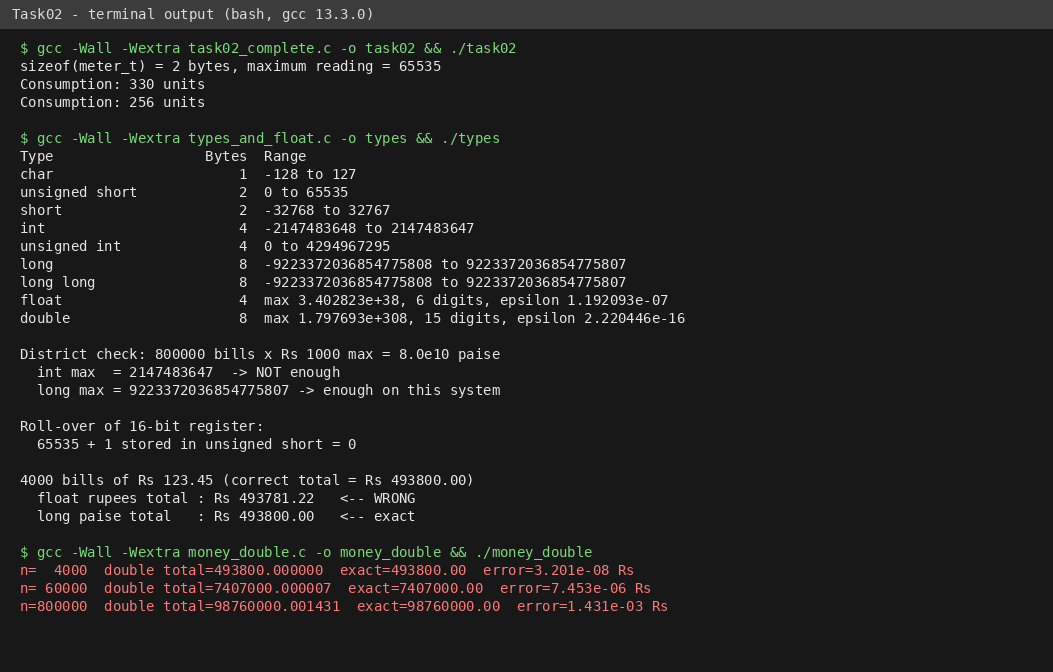 Task02 - terminal output (bash, gcc 13.3.0)
$ gcc -Wall -Wextra task02_complete.c -o task02 && ./task02
sizeof(meter_t) = 2 bytes, maximum reading = 65535
Consumption: 330 units
Consumption: 256 units
$ gcc -Wall -Wextra types_and_float.c -o types && ./types
Type                  Bytes  Range
char                      1  -128 to 127
unsigned short            2  0 to 65535
short                     2  -32768 to 32767
int                       4  -2147483648 to 2147483647
unsigned int              4  0 to 4294967295
long                      8  -9223372036854775808 to 9223372036854775807
long long                 8  -9223372036854775808 to 9223372036854775807
float                     4  max 3.402823e+38, 6 digits, epsilon 1.192093e-07
double                    8  max 1.797693e+308, 15 digits, epsilon 2.220446e-16
District check: 800000 bills x Rs 1000 max = 8.0e10 paise
  int max  = 2147483647  -> NOT enough
  long max = 9223372036854775807 -> enough on this system
Roll-over of 16-bit register:
  65535 + 1 stored in unsigned short = 0
4000 bills of Rs 123.45 (correct total = Rs 493800.00)
  float rupees total : Rs 493781.22   <-- WRONG
  long paise total   : Rs 493800.00   <-- exact
$ gcc -Wall -Wextra money_double.c -o money_double && ./money_double
n=  4000  double total=493800.000000  exact=493800.00  error=3.201e-08 Rs
n= 60000  double total=7407000.000007  exact=7407000.00  error=7.453e-06 Rs
n=800000  double total=98760000.001431  exact=98760000.00  error=1.431e-03 Rs